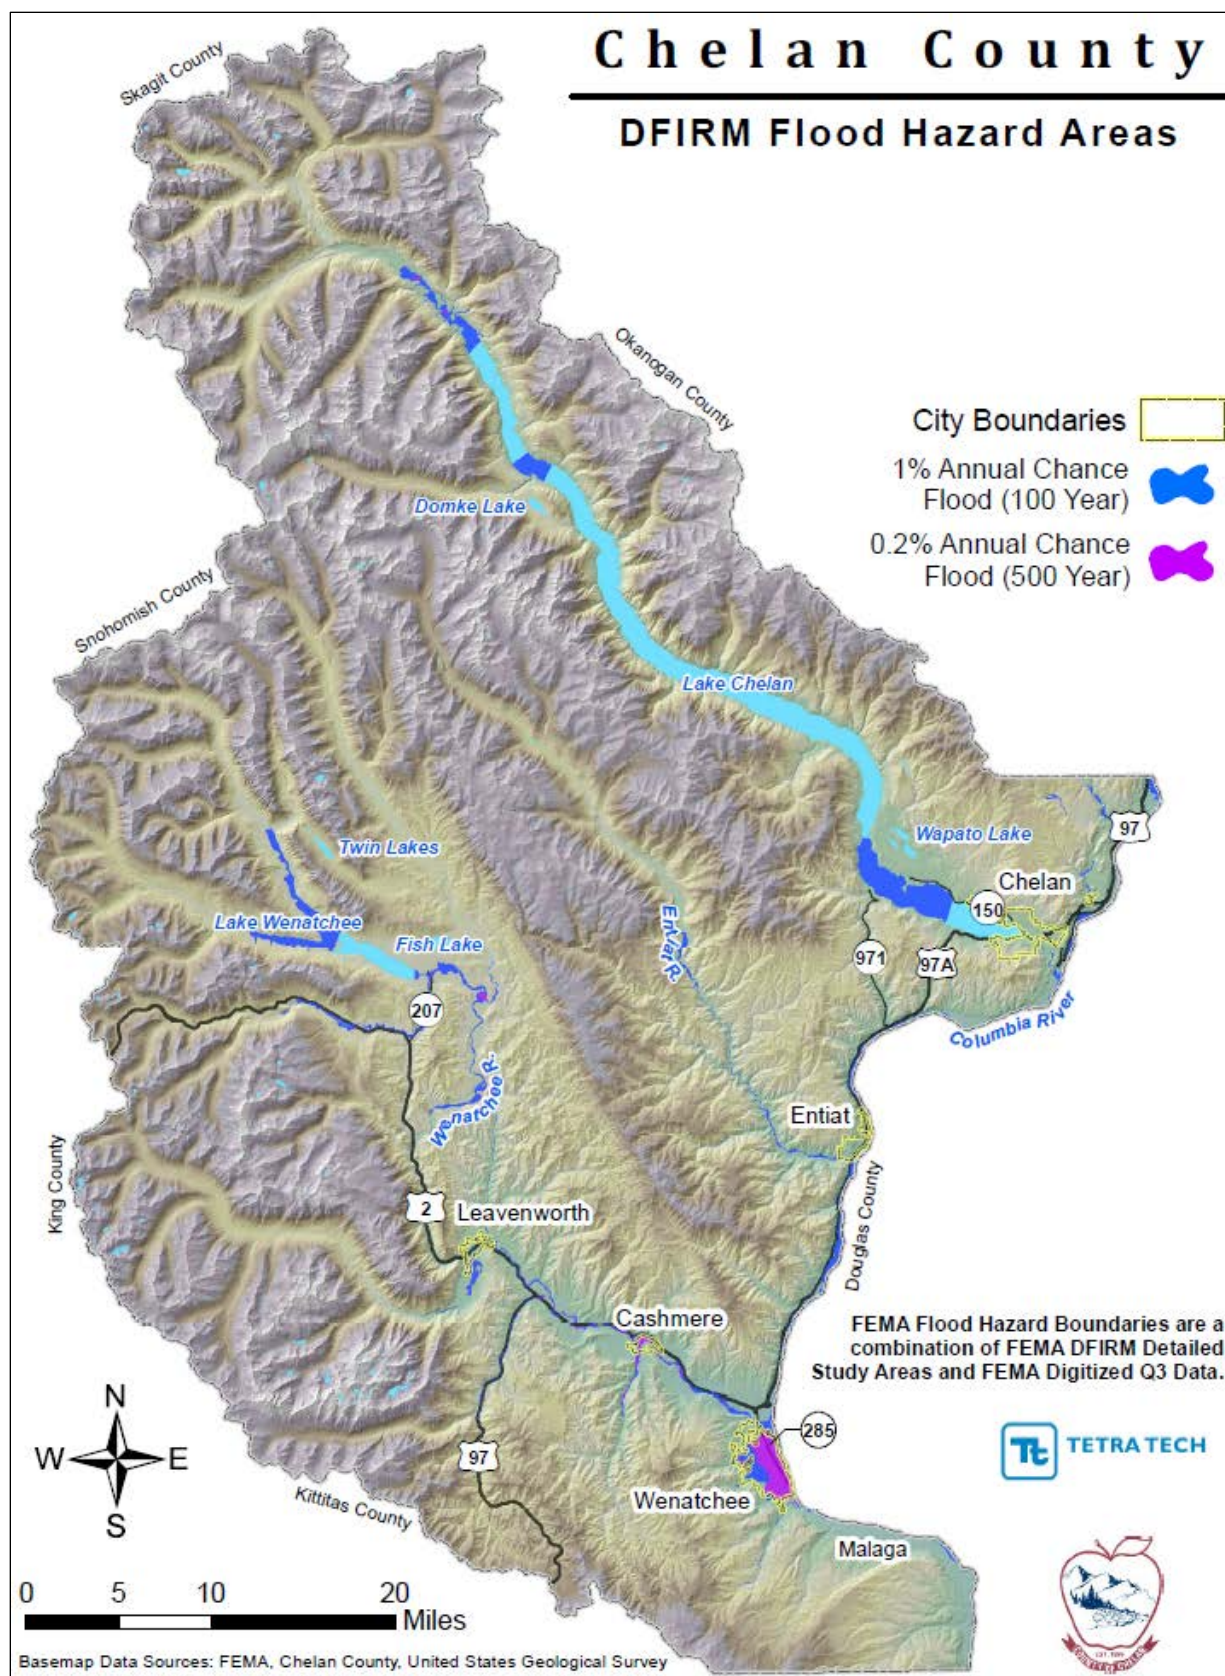 Chelan County
DFIRM Flood Hazard Areas
Skagit County
Okanogan County
City Boundaries
1% Annual Chance
Flood (100 Year)
0.2% Annual Chance
Flood (500 Year)
Domke Lake
Snohomish County
Lake Chelan
97
Wapato Lake
Twin Lakes
Chelan
150
Lake Wenatchee
Entiat R.
Fish Lake
971
97A
207
Columbia River
Wenatchee R.
Entiat
King County
2
Leavenworth
Douglas County
Cashmere
FEMA Flood Hazard Boundaries are a
combination of FEMA DFIRM Detailed
Study Areas and FEMA Digitized Q3 Data.
N
W
E
S
285
97
Tt
TETRA TECH
Wenatchee
Kittitas County
Malaga
0
5
10
20
Miles
COUNTY OF CHELAN
Basemap Data Sources: FEMA, Chelan County, United States Geological Survey